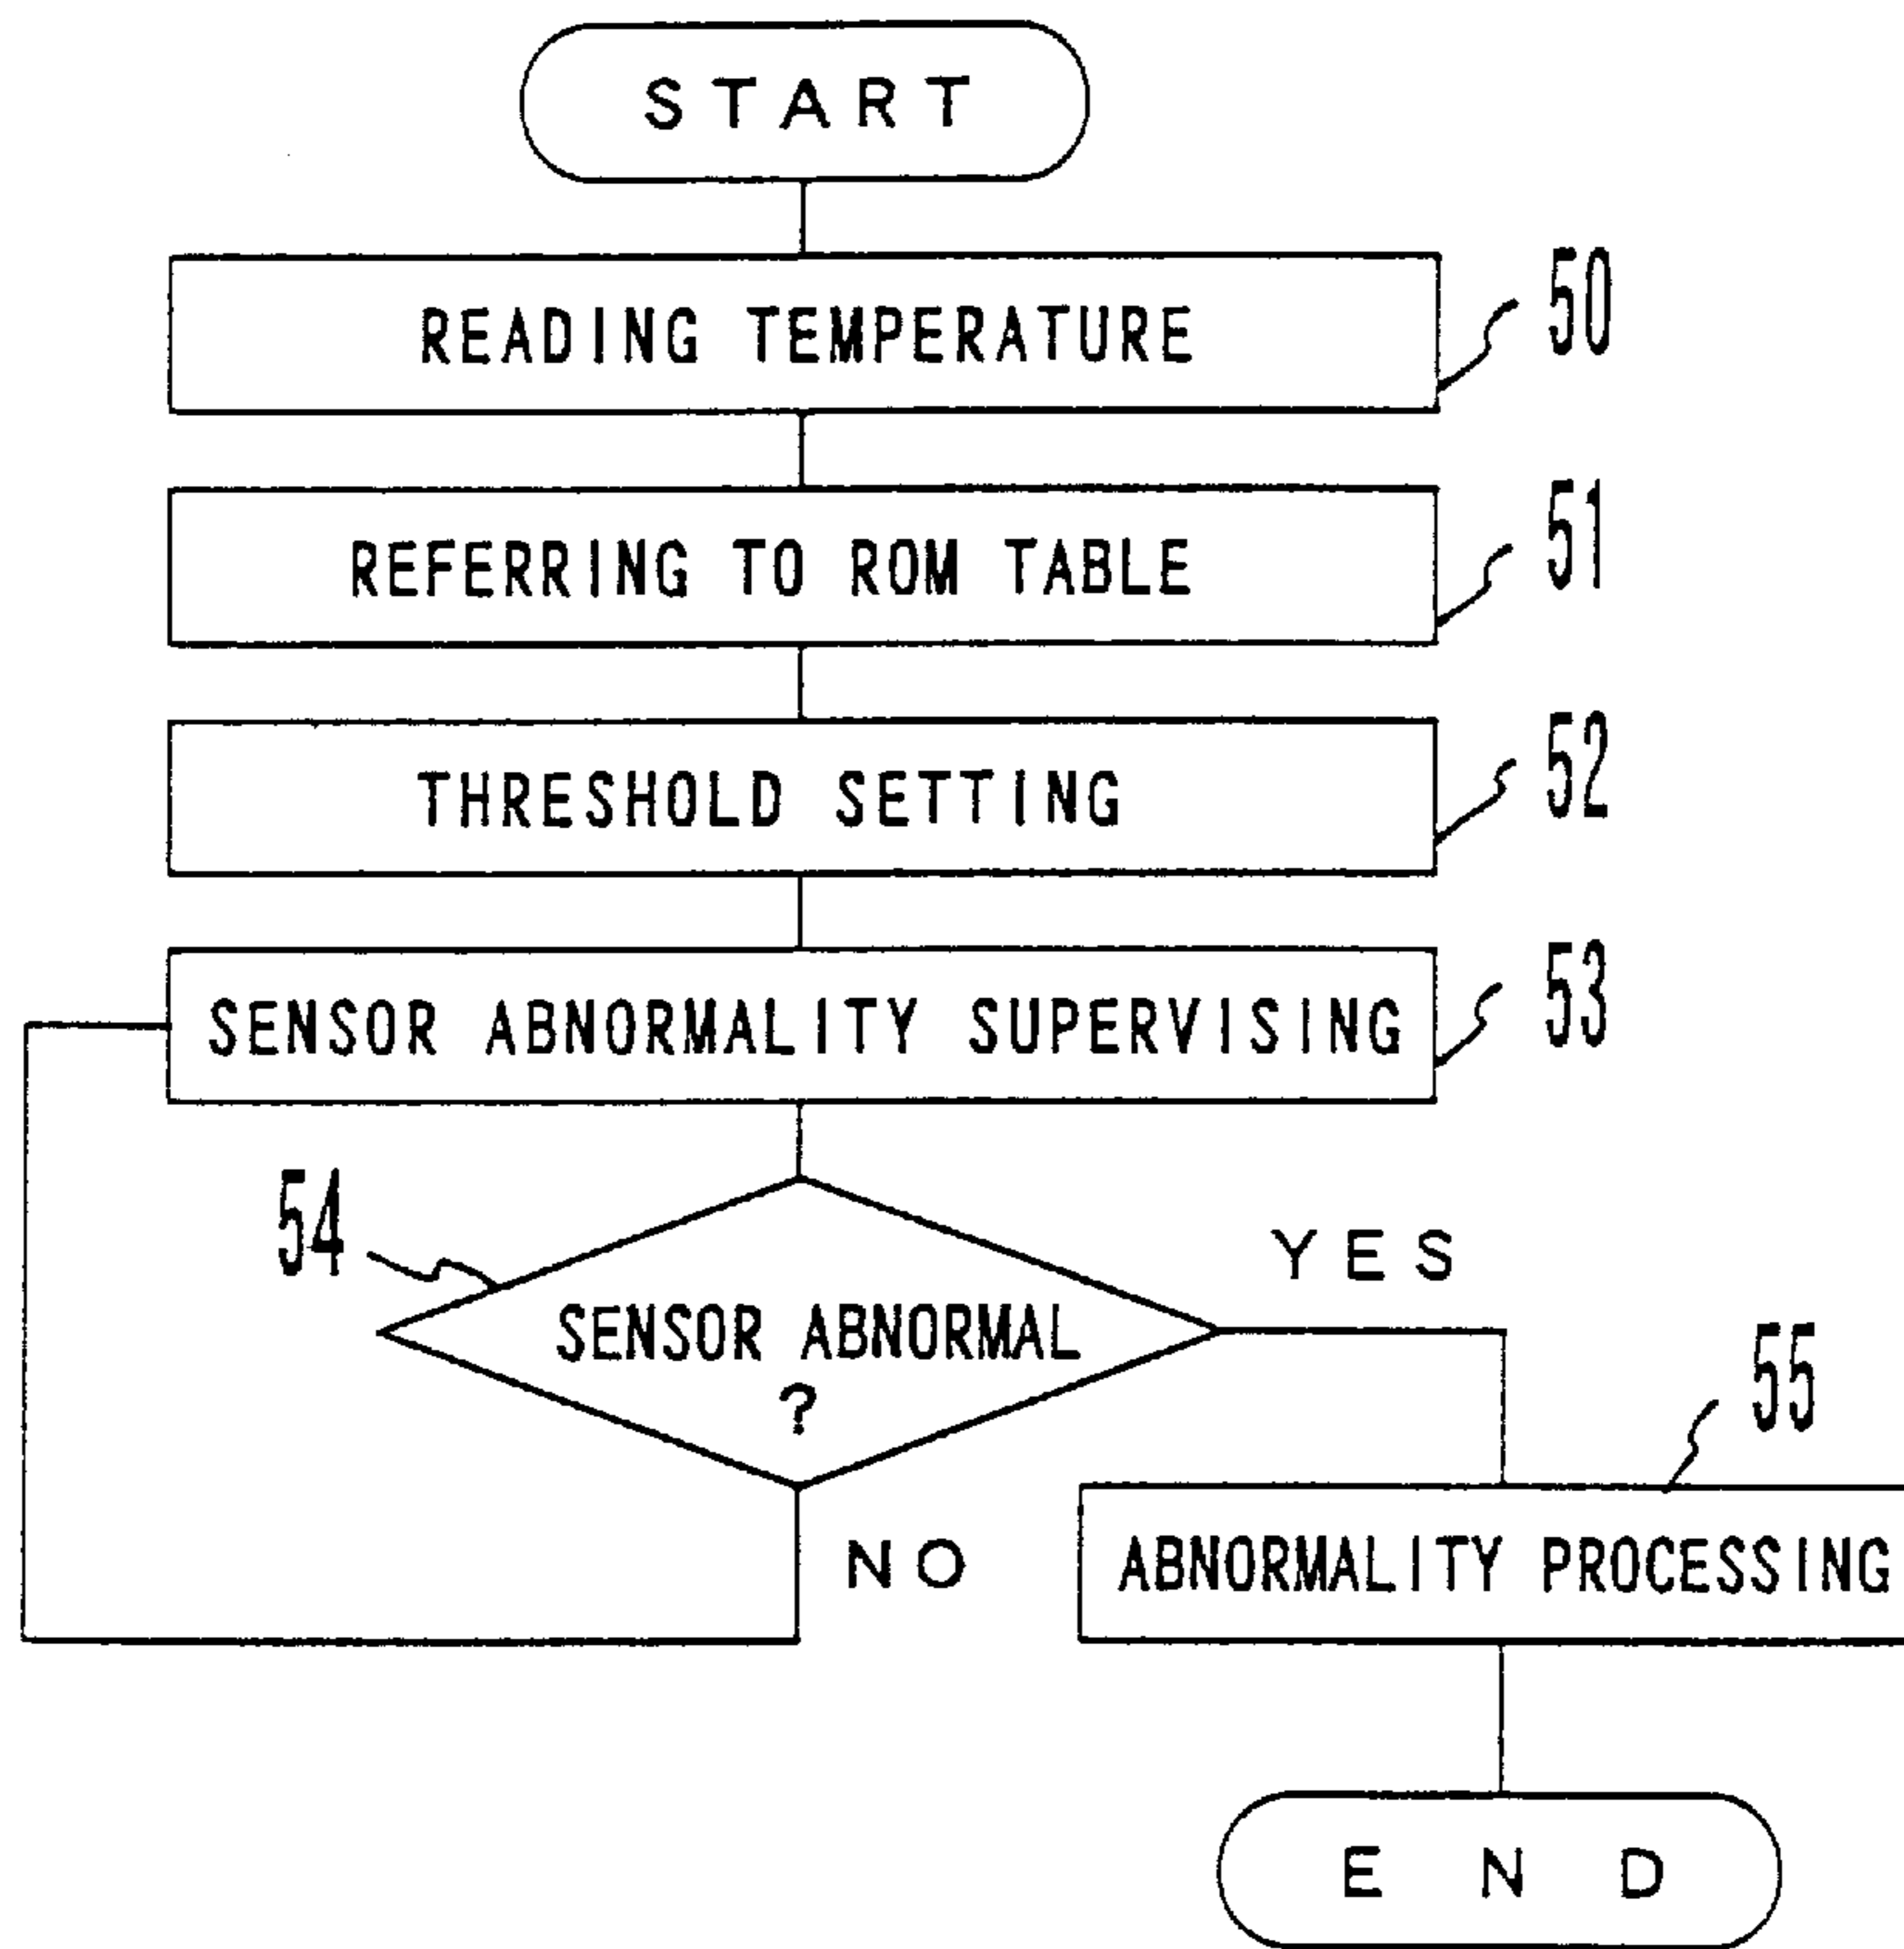 START
READING TEMPERATURE
50
REFERRING TO ROM TABLE
51
THRESHOLD SETTING
52
SENSOR ABNORMALITY SUPERVISING
53
54
YES
SENSOR ABNORMAL
?
55
NO
ABNORMALITY PROCESSING
END